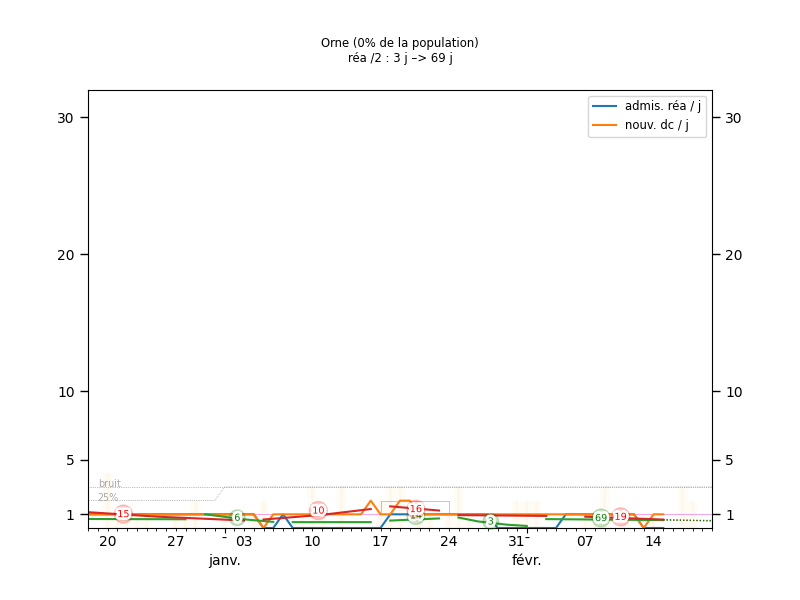 Orne (0% de la population)
réa /2 : 3 j –> 69 j
admis. réa / j
nouv. dc / j
30 30
20 20
10 10
5 5
1 1
bruit
25%
15 6 10 16 3 69 19
20 27 - 03 10 17 24 31- 07 14
janv. févr.